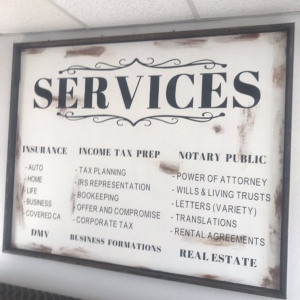 SERVICES
INSURANCE
- AUTO
- HOME
- LIFE
- BUSINESS
- COVERED CA
DMV
INCOME TAX PREP
- TAX PLANNING
- IRS REPRESENTATION
- BOOKEEPING
- OFFER AND COMPROMISE
- CORPORATE TAX
BUSINESS FORMATIONS
NOTARY PUBLIC
- POWER OF ATTORNEY
- WILLS & LIVING TRUSTS
- LETTERS (VARIETY)
- TRANSLATIONS
- RENTAL AGREEMENTS
REAL ESTATE